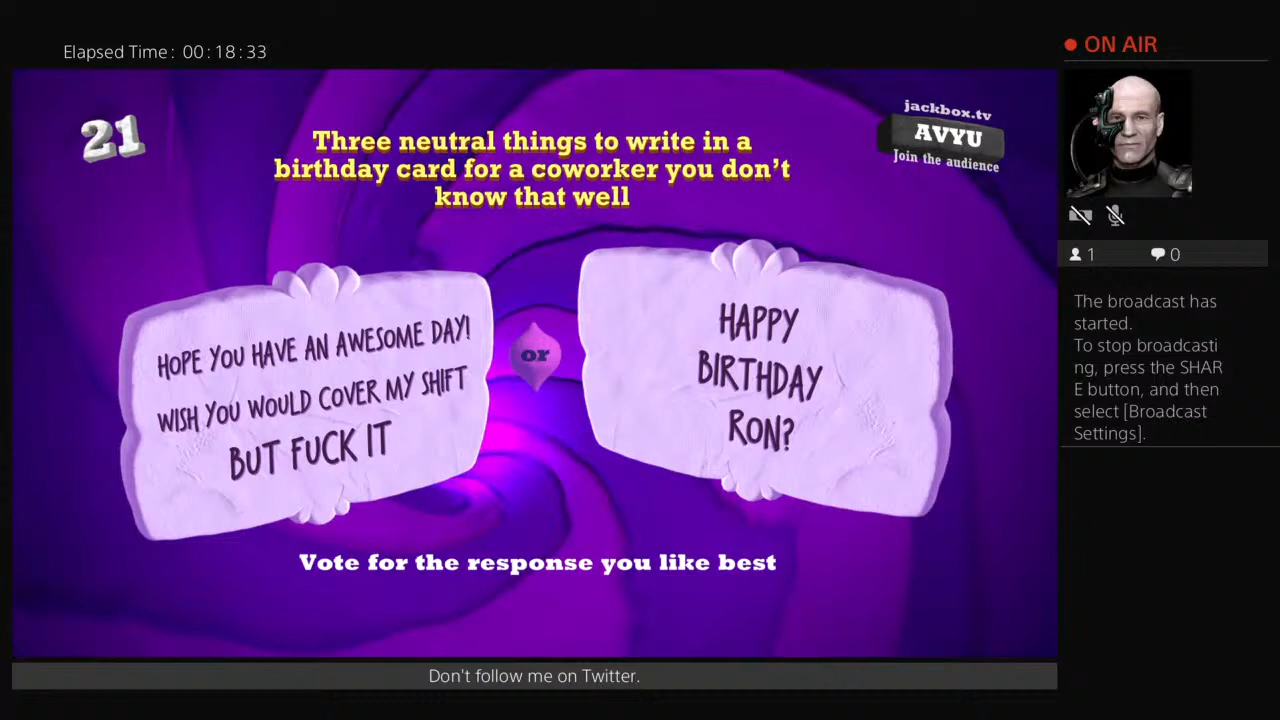 Elapsed Time: 00:18:33
ON AIR
21
Three neutral things to write in a
birthday card for a coworker you don't
know that well
jackbox.tv
AVYU
Join the audience
1 0
HOPE YOU HAVE AN AWESOME DAY!
WISH YOU WOULD COVER MY SHIFT
BUT FUCK IT
or
HAPPY
BIRTHDAY
RON?
The broadcast has
started.
To stop broadcasti
ng, press the SHAR
E button, and then
select [Broadcast
Settings].
Vote for the response you like best
Don't follow me on Twitter.